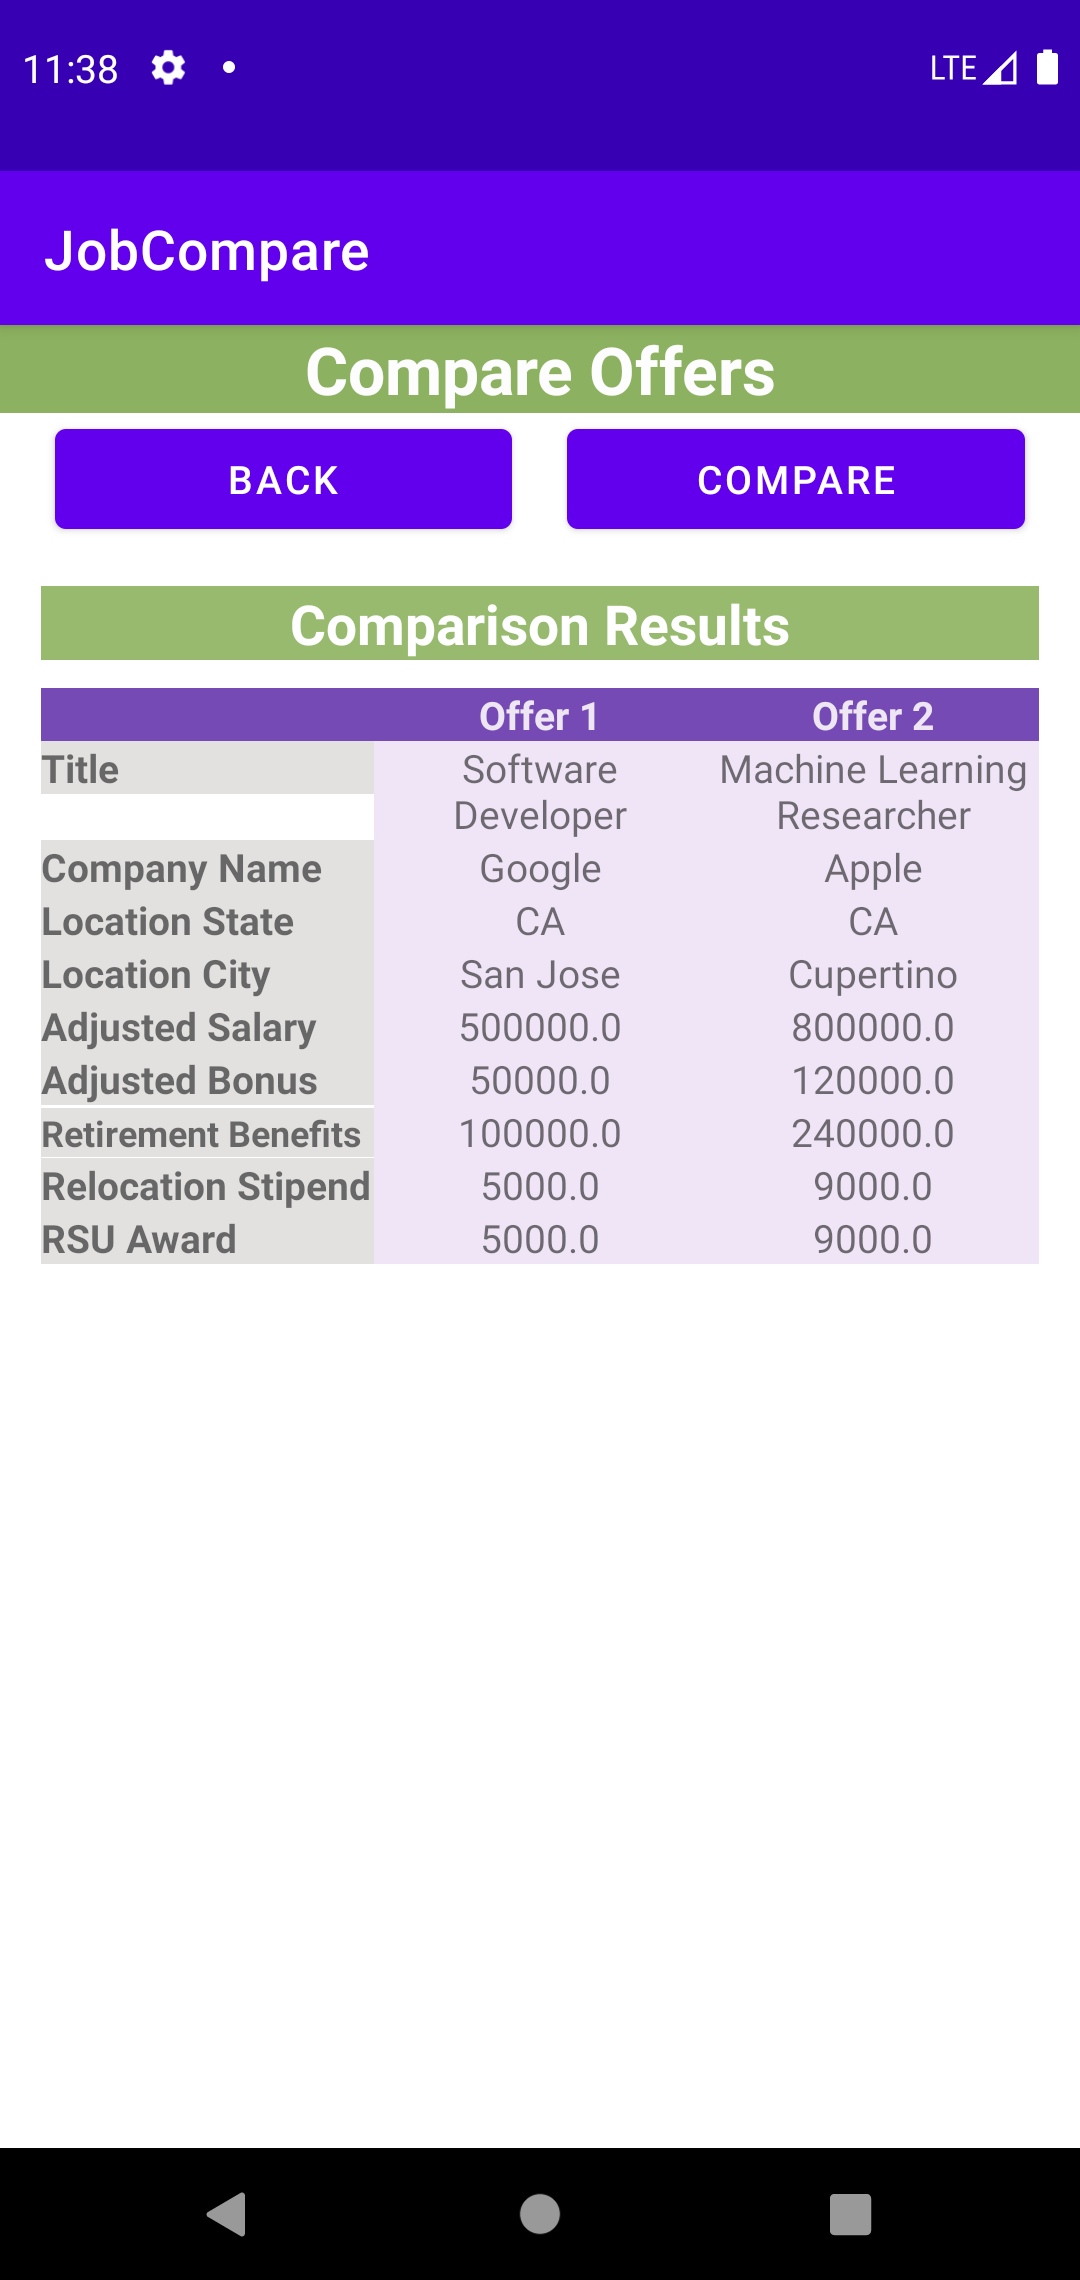 11:38
LTE
JobCompare
Compare Offers
BACK COMPARE
Comparison Results
Offer 1 Offer 2
Title Software Developer Machine Learning Researcher
Company Name Google Apple
Location State CA CA
Location City San Jose Cupertino
Adjusted Salary 500000.0 800000.0
Adjusted Bonus 50000.0 120000.0
Retirement Benefits 100000.0 240000.0
Relocation Stipend 5000.0 9000.0
RSU Award 5000.0 9000.0